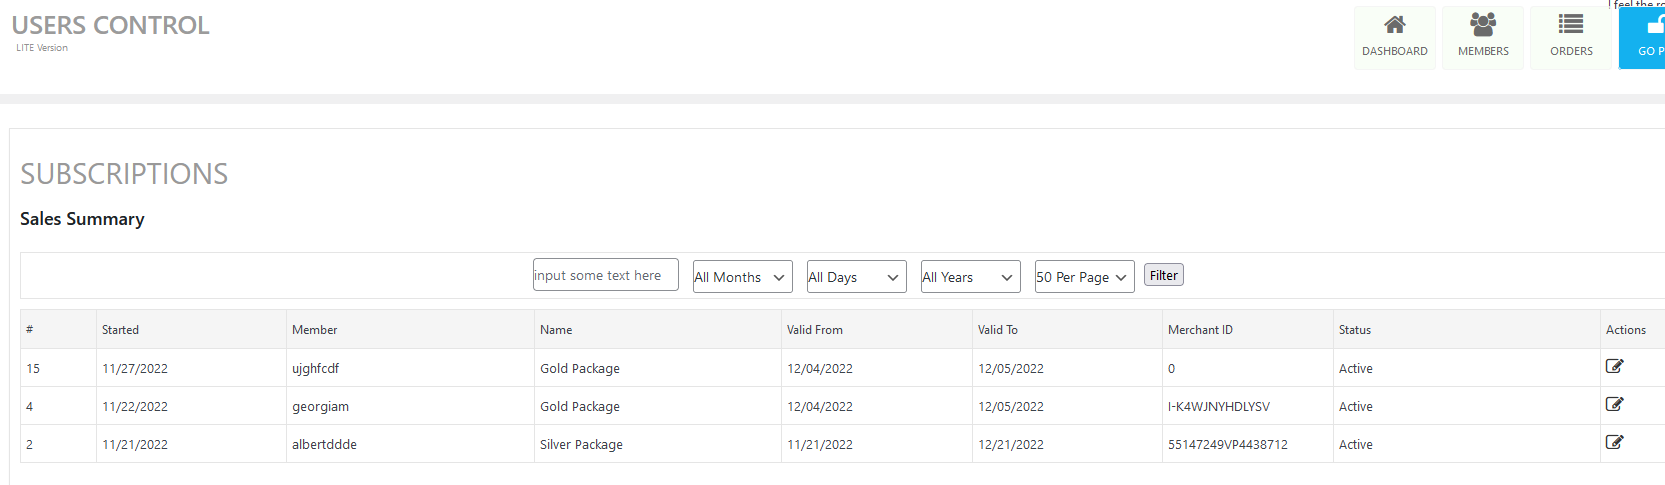 I feel the ro
USERS CONTROL
LITE Version
DASHBOARD MEMBERS ORDERS GO P
SUBSCRIPTIONS
Sales Summary
input some text here All Months All Days All Years 50 Per Page Filter
# Started Member Name Valid From Valid To Merchant ID Status Actions
15 11/27/2022 ujghfcdf Gold Package 12/04/2022 12/05/2022 0 Active
4 11/22/2022 georgiam Gold Package 12/04/2022 12/05/2022 I-K4WJNYHDLYSV Active
2 11/21/2022 albertddde Silver Package 11/21/2022 12/21/2022 55147249VP4438712 Active